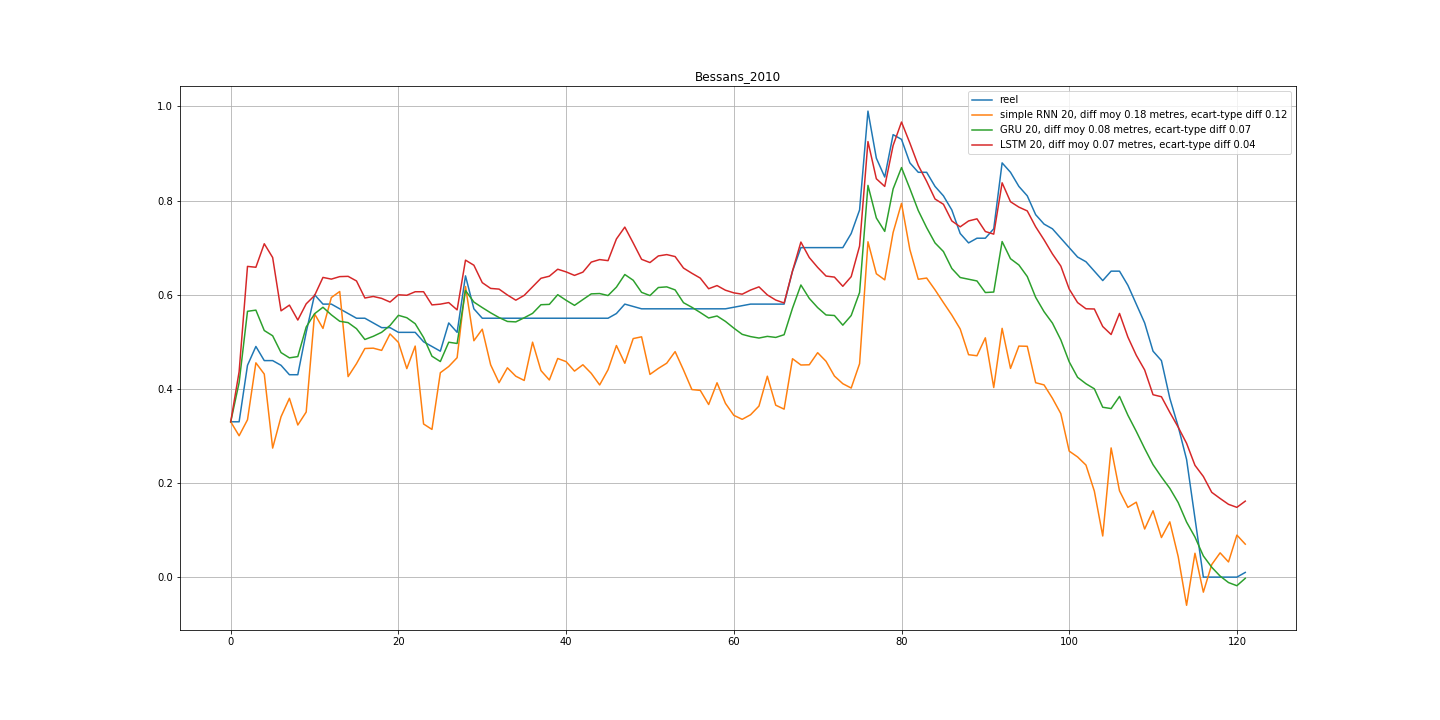 Bessans_2010
reel
simple RNN 20, diff moy 0.18 metres, ecart-type diff 0.12
GRU 20, diff moy 0.08 metres, ecart-type diff 0.07
LSTM 20, diff moy 0.07 metres, ecart-type diff 0.04
1.0
0.8
0.6
0.4
0.2
0.0
0 20 40 60 80 100 120